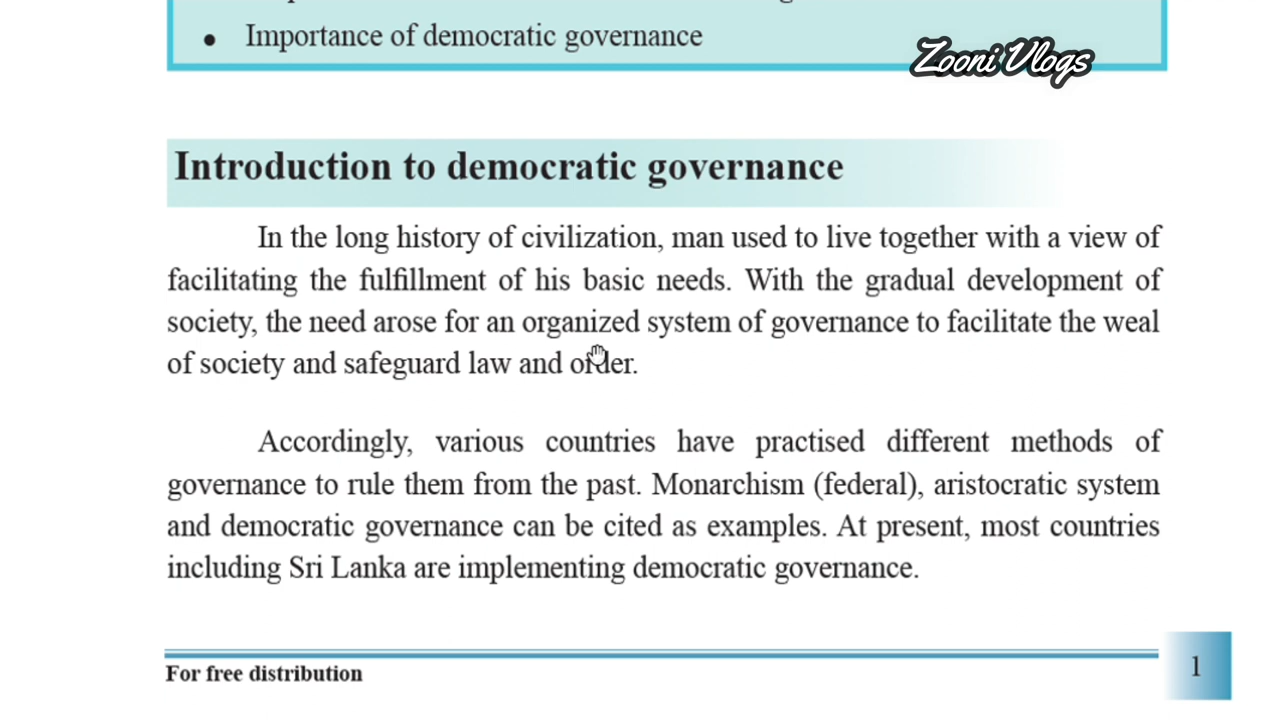 • Importance of democratic governance
Zooni Vlogs
Introduction to democratic governance
In the long history of civilization, man used to live together with a view of
facilitating the fulfillment of his basic needs. With the gradual development of
society, the need arose for an organized system of governance to facilitate the weal
of society and safeguard law and order.
Accordingly, various countries have practised different methods of
governance to rule them from the past. Monarchism (federal), aristocratic system
and democratic governance can be cited as examples. At present, most countries
including Sri Lanka are implementing democratic governance.
For free distribution
1